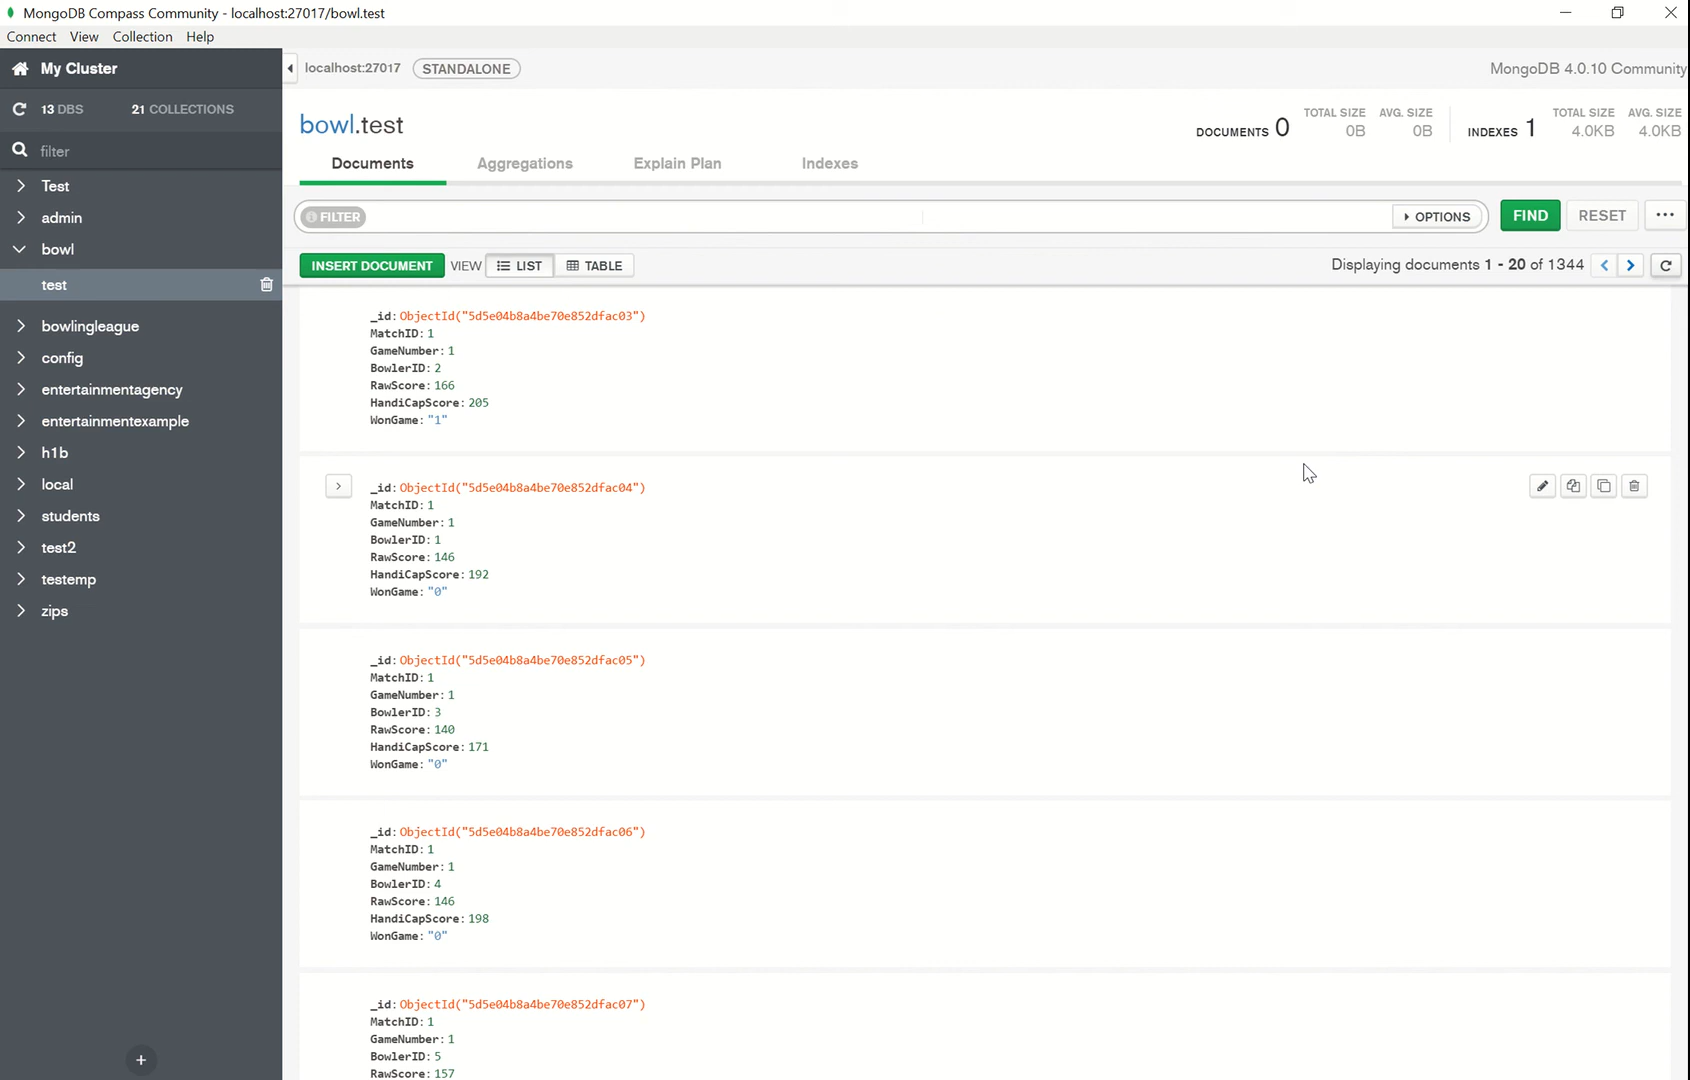 MongoDB Compass Community - localhost:27017/bowl.test
Connect View Collection Help
My Cluster
localhost:27017 STANDALONE MongoDB 4.0.10 Community
13 DBS 21 COLLECTIONS
filter
Test
admin
bowl
test
bowlingleague
config
entertainmentagency
entertainmentexample
h1b
local
students
test2
testemp
zips
+
bowl.test
DOCUMENTS 0 TOTAL SIZE 0B AVG. SIZE 0B INDEXES 1 TOTAL SIZE 4.0KB AVG. SIZE 4.0KB
Documents Aggregations Explain Plan Indexes
FILTER OPTIONS FIND RESET ...
INSERT DOCUMENT VIEW LIST TABLE Displaying documents 1 - 20 of 1344
_id: ObjectId("5d5e04b8a4be70e852dfac03")
MatchID: 1
GameNumber: 1
BowlerID: 2
RawScore: 166
HandiCapScore: 205
WonGame: "1"
_id: ObjectId("5d5e04b8a4be70e852dfac04")
MatchID: 1
GameNumber: 1
BowlerID: 1
RawScore: 146
HandiCapScore: 192
WonGame: "0"
_id: ObjectId("5d5e04b8a4be70e852dfac05")
MatchID: 1
GameNumber: 1
BowlerID: 3
RawScore: 140
HandiCapScore: 171
WonGame: "0"
_id: ObjectId("5d5e04b8a4be70e852dfac06")
MatchID: 1
GameNumber: 1
BowlerID: 4
RawScore: 146
HandiCapScore: 198
WonGame: "0"
_id: ObjectId("5d5e04b8a4be70e852dfac07")
MatchID: 1
GameNumber: 1
BowlerID: 5
RawScore: 157